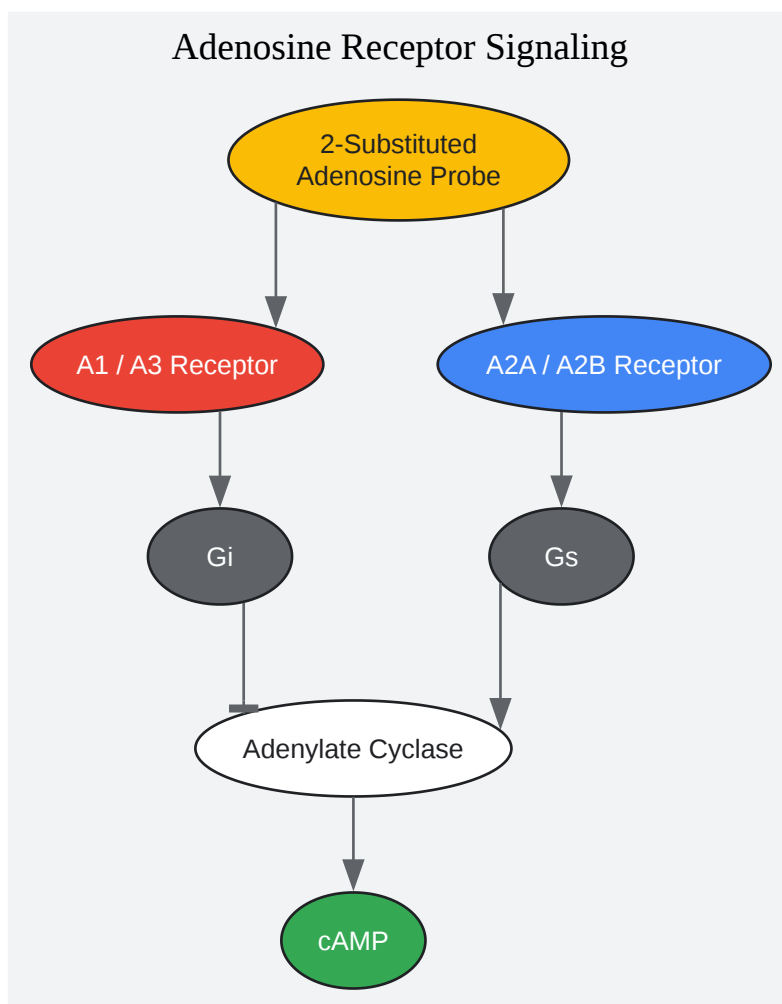 Adenosine Receptor Signaling
2-Substituted
Adenosine Probe
A1 / A3 Receptor
A2A / A2B Receptor
Gi
Gs
Adenylate Cyclase
cAMP